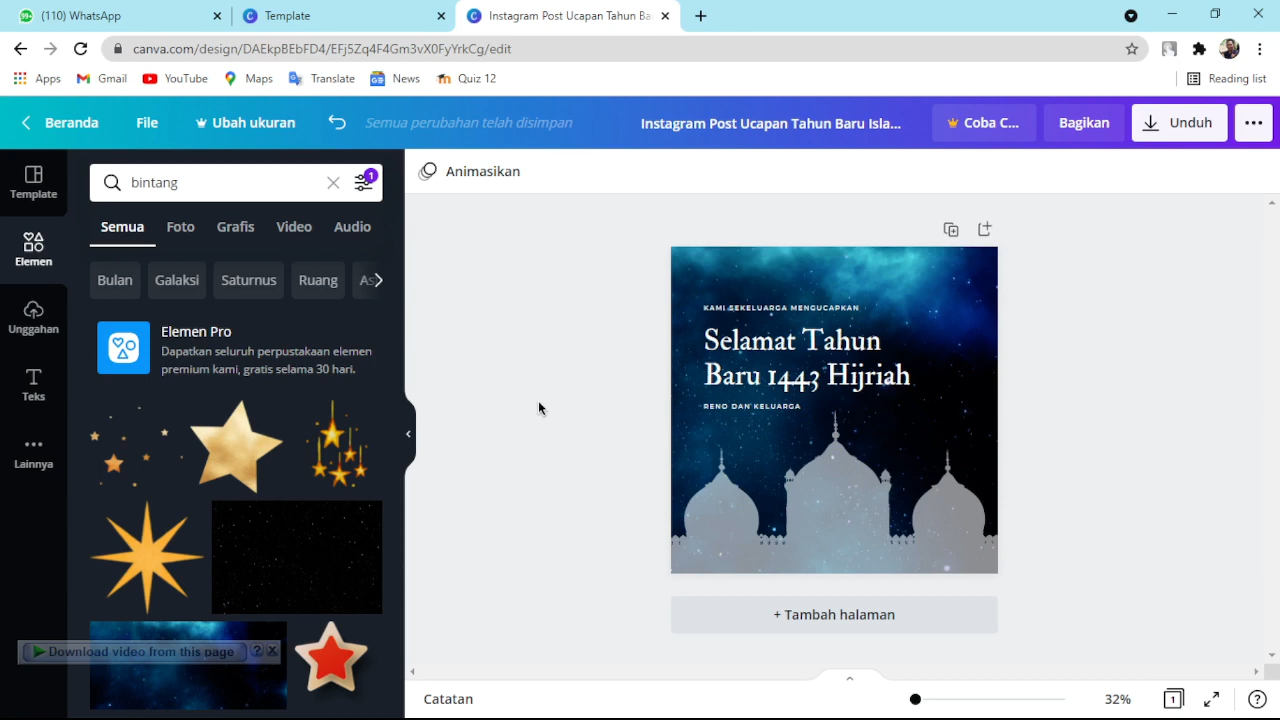 (110) WhatsApp
Template
Instagram Post Ucapan Tahun Ba
canva.com/design/DAEkpBEbFD4/EFj5Zq4F4Gm3vX0FyYrkCg/edit
Apps
Gmail
YouTube
Maps
Translate
News
Quiz 12
Reading list
Beranda
File
Ubah ukuran
Semua perubahan telah disimpan
Instagram Post Ucapan Tahun Baru Isla...
Coba C...
Bagikan
Unduh
Template
Elemen
Unggahan
Teks
Lainnya
bintang
1
Semua
Foto
Grafis
Video
Audio
Bulan
Galaksi
Saturnus
Ruang
As
Elemen Pro
Dapatkan seluruh perpustakaan elemen
premium kami, gratis selama 30 hari.
Download video from this page
?
Animasikan
KAMI SEKELUARGA MENGUCAPKAN
Selamat Tahun
Baru 1443 Hijriah
RENO DAN KELUARGA
+ Tambah halaman
Catatan
32%
1
?